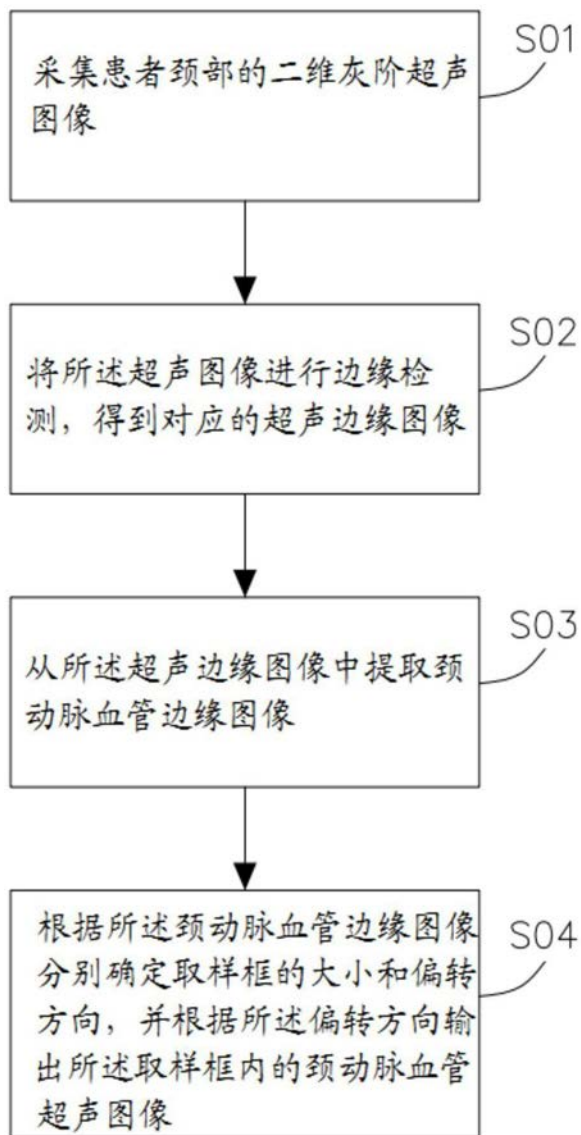 S01
采集患者颈部的二维灰阶超声
图像
S02
将所述超声图像进行边缘检
测，得到对应的超声边缘图像
S03
从所述超声边缘图像中提取颈
动脉血管边缘图像
S04
根据所述颈动脉血管边缘图像
分别确定取样框的大小和偏转
方向，并根据所述偏转方向输
出所述取样框内的颈动脉血管
超声图像